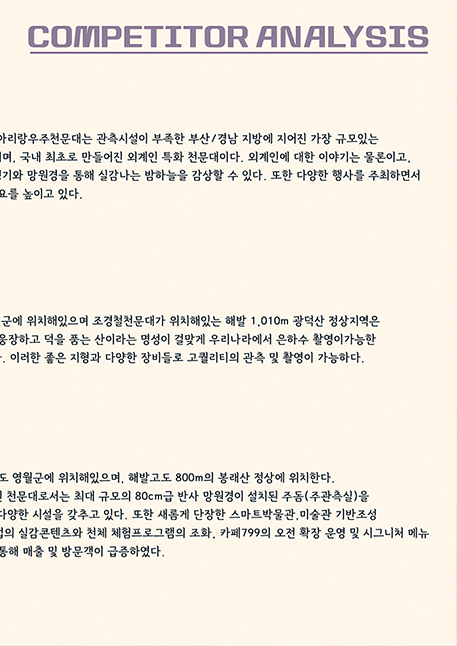 COMPETITOR ANALYSIS
아리랑우주천문대는 관측시설이 부족한 부산/경남 지방에 지어진 가장 규모있는
며, 국내 최초로 만들어진 외계인 특화 천문대이다. 외계인에 대한 이야기는 물론이고,
기와 망원경을 통해 실감나는 밤하늘을 감상할 수 있다. 또한 다양한 행사를 주최하면서
요를 높이고 있다.
군에 위치해있으며 조경철천문대가 위치해있는 해발 1,010m 광덕산 정상지역은
웅장하고 덕을 품는 산이라는 명성이 걸맞게 우리나라에서 은하수 촬영이가능한
. 이러한 좋은 지형과 다양한 장비들로 고퀄리티의 관측 및 촬영이 가능하다.
도 영월군에 위치해있으며, 해발고도 800m의 봉래산 정상에 위치한다.
천문대로서는 최대 규모의 80cm급 반사 망원경이 설치된 주돔(주관측실)을
다양한 시설을 갖추고 있다. 또한 새롭게 단장한 스마트박물관.미술관 기반조성
의 실감콘텐츠와 천체 체험프로그램의 조화, 카페799의 오전 확장 운영 및 시그니처 메뉴
통해 매출 및 방문객이 급증하였다.